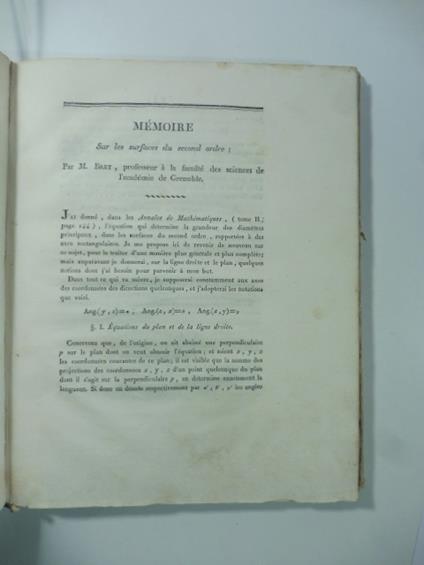 MÉMOIRE
Sur les surfaces du second ordre ;
Par M. BRET, professeur à la faculté des sciences de
l'académie de Grenoble.
J'AI donné, dans les Annales de Mathématiques, ( tome II,
page 144 ), l'équation qui détermine la grandeur des diamètres
principaux, dans les surfaces du second ordre, rapportées à des
axes rectangulaires. Je me propose ici de revenir de nouveau sur
ce sujet, pour le traiter d'une manière plus générale et plus complète;
mais auparavant je donnerai, sur la ligne droite et le plan, quelques
notions dont j'ai besoin pour parvenir à mon but.
Dans tout ce qui va suivre, je supposerai constamment aux axes
des coordonnées des directions quelconques, et j'adopterai les notations
que voici.
Ang.(y, z)=α, Ang.(z, x)=β, Ang.(x, y)=γ
§. I. Équations du plan et de la ligne droite.
Concevons que, de l'origine, on ait abaissé une perpendiculaire
p sur le plan dont on veut obtenir l'équation ; et soient x, y, z
les coordonnées courantes de ce plan; il est visible que la somme des
projections des coordonnées x, y, z d'un point quelconque du plan
dont il s'agit sur la perpendiculaire p, en détermine exactement la
longueur. Si donc on désigne respectivement par α', β', γ' les angles